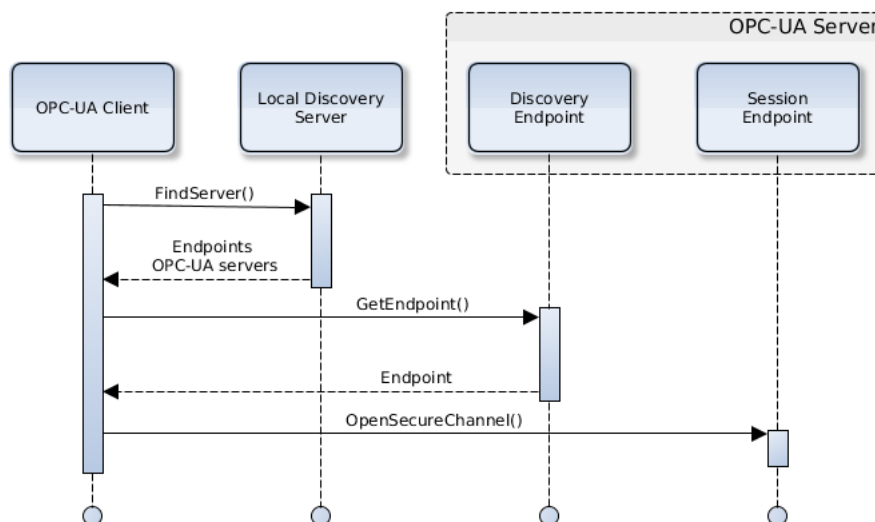 OPC-UA Server
OPC-UA Client
Local Discovery
Server
Discovery
Endpoint
Session
Endpoint
FindServer()
Endpoints
OPC-UA servers
GetEndpoint()
Endpoint
OpenSecureChannel()